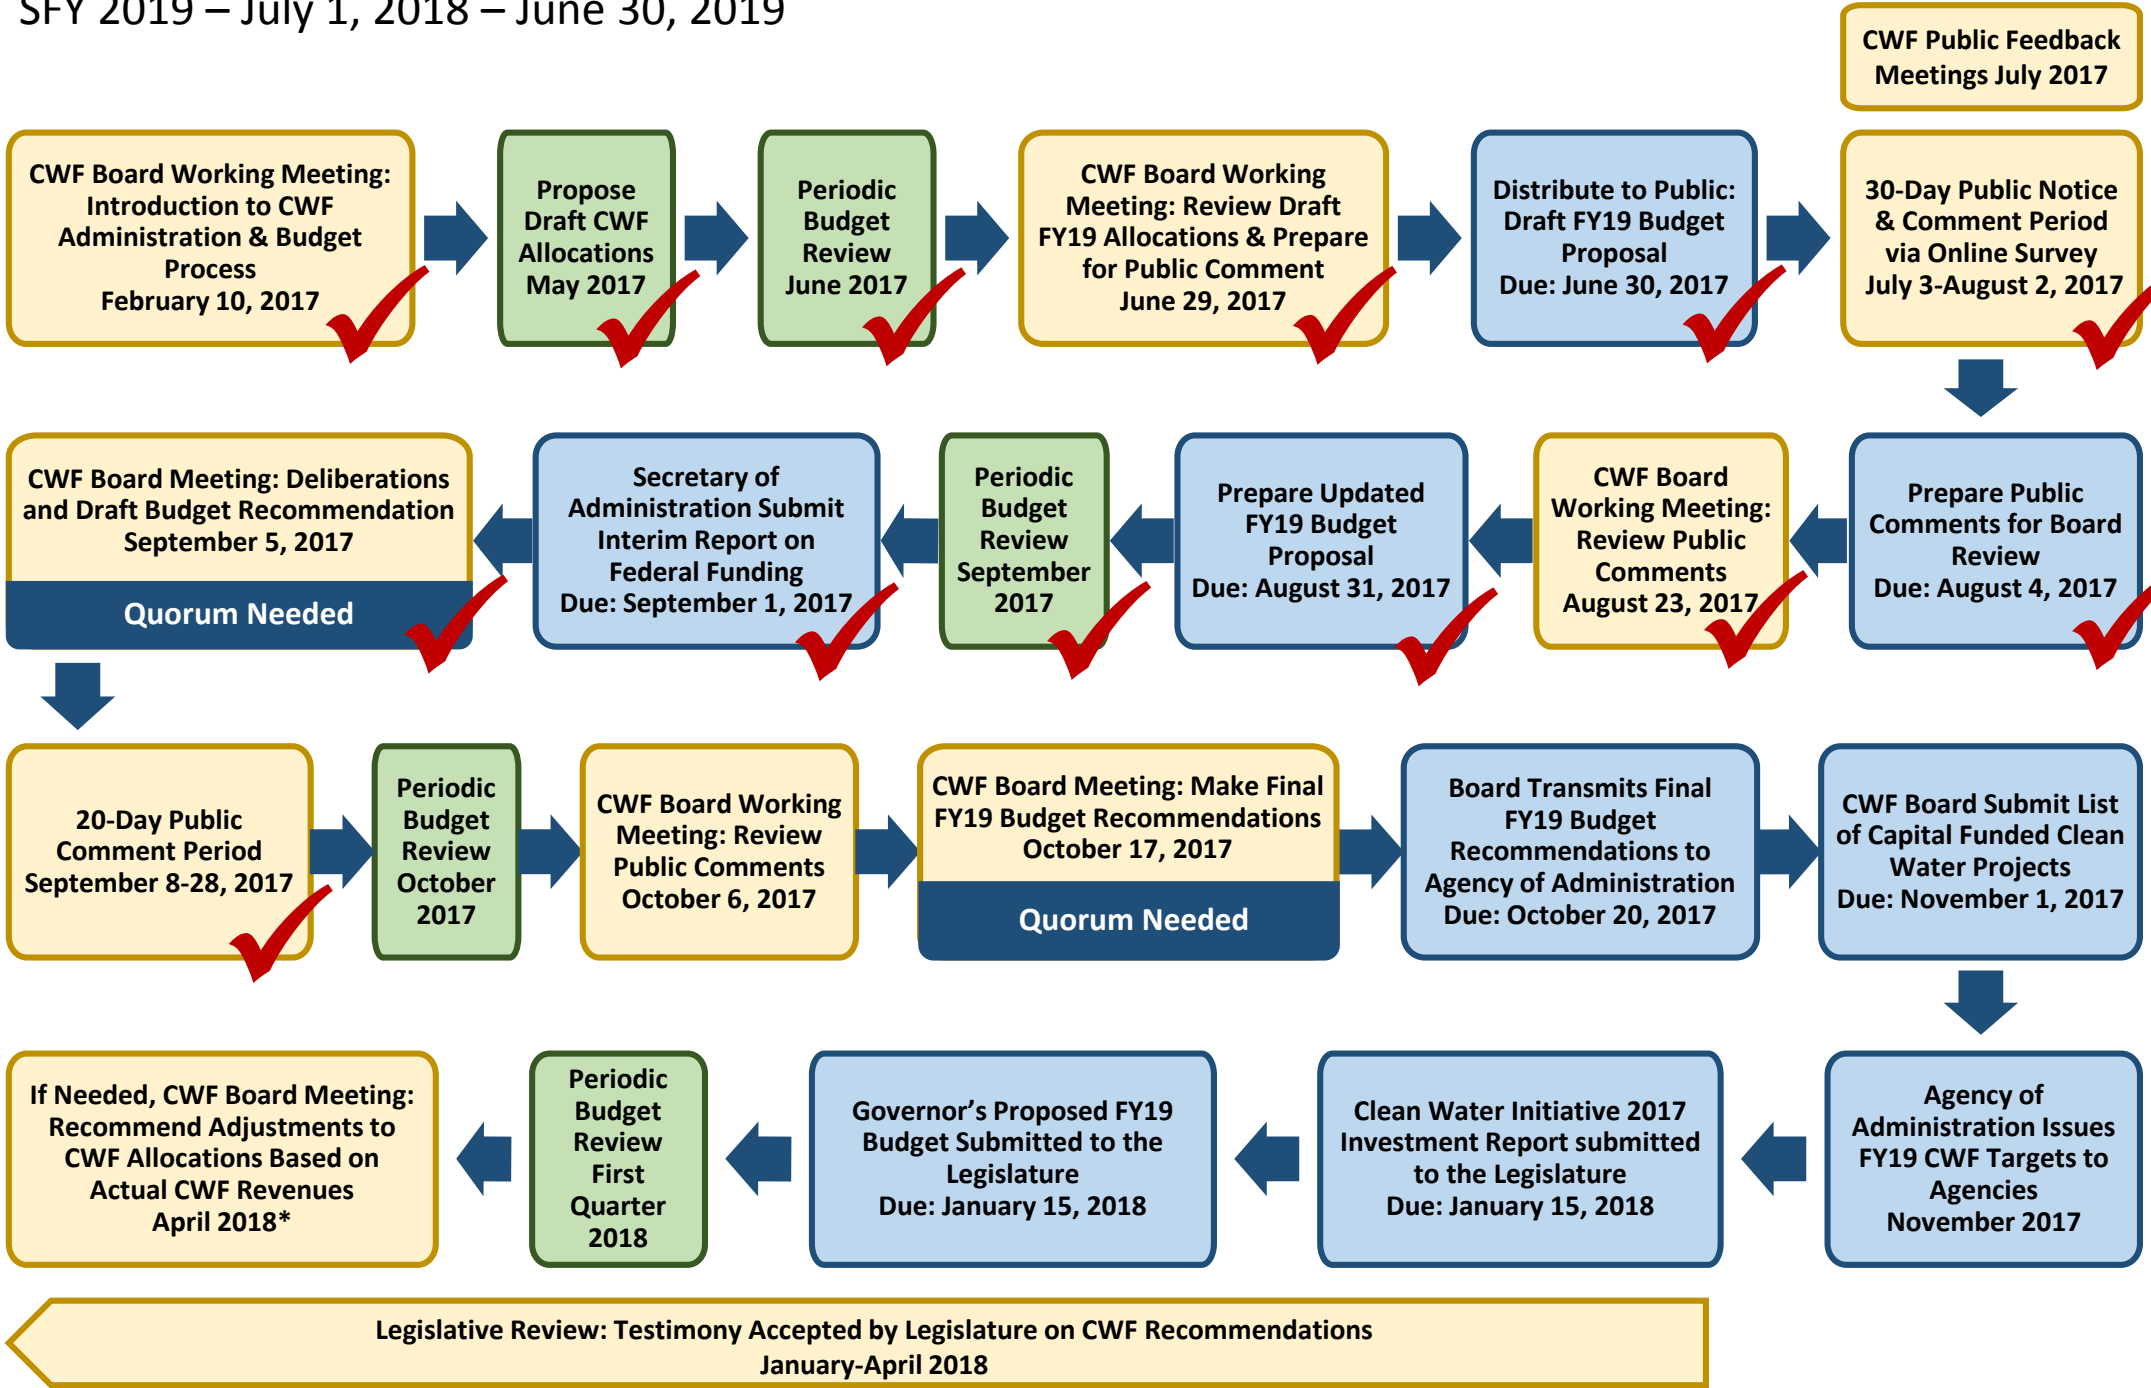 SFY 2019 – July 1, 2018 – June 30, 2019
CWF Public Feedback
Meetings July 2017
CWF Board Working Meeting:
Introduction to CWF
Administration & Budget
Process
February 10, 2017
Propose
Draft CWF
Allocations
May 2017
Periodic
Budget
Review
June 2017
CWF Board Working
Meeting: Review Draft
FY19 Allocations & Prepare
for Public Comment
June 29, 2017
Distribute to Public:
Draft FY19 Budget
Proposal
Due: June 30, 2017
30-Day Public Notice
& Comment Period
via Online Survey
July 3-August 2, 2017
Prepare Public
Comments for Board
Review
Due: August 4, 2017
CWF Board
Working Meeting:
Review Public
Comments
August 23, 2017
Prepare Updated
FY19 Budget
Proposal
Due: August 31, 2017
Periodic
Budget
Review
September
2017
Secretary of
Administration Submit
Interim Report on
Federal Funding
Due: September 1, 2017
CWF Board Meeting: Deliberations
and Draft Budget Recommendation
September 5, 2017
Quorum Needed
20-Day Public
Comment Period
September 8-28, 2017
Periodic
Budget
Review
October
2017
CWF Board Working
Meeting: Review
Public Comments
October 6, 2017
CWF Board Meeting: Make Final
FY19 Budget Recommendations
October 17, 2017
Quorum Needed
Board Transmits Final
FY19 Budget
Recommendations to
Agency of Administration
Due: October 20, 2017
CWF Board Submit List
of Capital Funded Clean
Water Projects
Due: November 1, 2017
Agency of
Administration Issues
FY19 CWF Targets to
Agencies
November 2017
Clean Water Initiative 2017
Investment Report submitted
to the Legislature
Due: January 15, 2018
Governor’s Proposed FY19
Budget Submitted to the
Legislature
Due: January 15, 2018
Periodic
Budget
Review
First
Quarter
2018
If Needed, CWF Board Meeting:
Recommend Adjustments to
CWF Allocations Based on
Actual CWF Revenues
April 2018*
Legislative Review: Testimony Accepted by Legislature on CWF Recommendations
January-April 2018